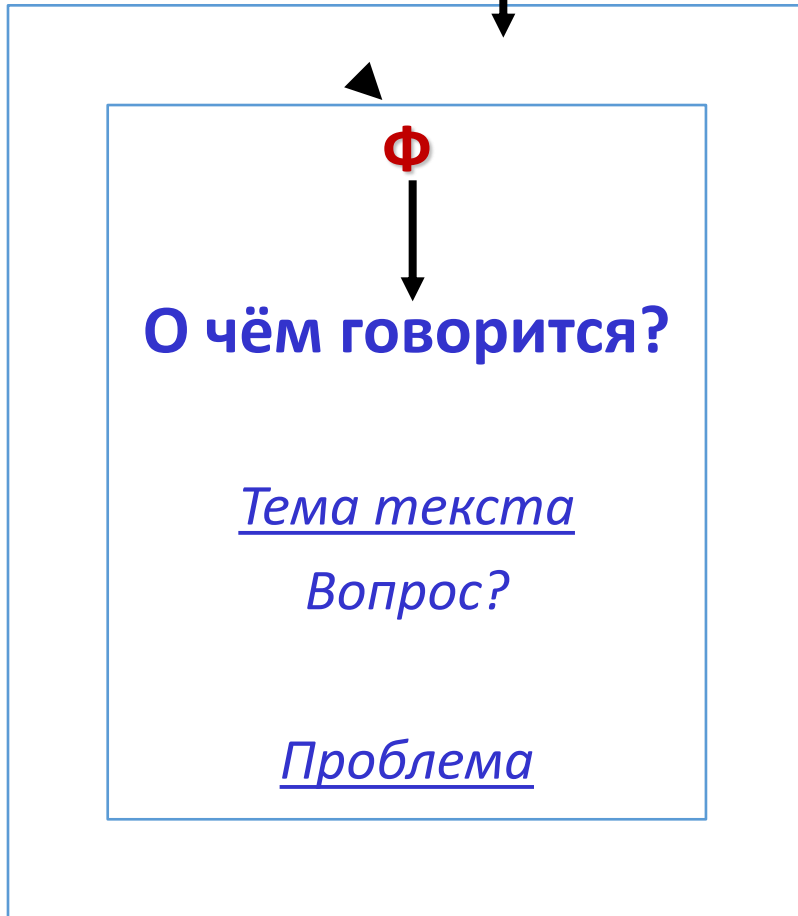 Ф
О чём говорится?
Тема текста
Вопрос?
Проблема